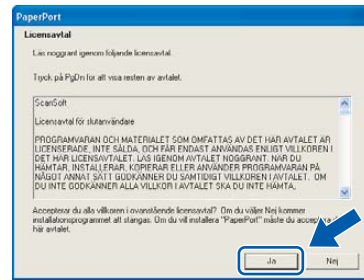 PaperPort
Licensavtal
Läs noggrant igenom följande licensavtal.
Tryck på PgDn för att visa resten av avtalet.
ScanSoft
Licensavtal för slutanvändare
PROGRAMVARAN OCH MATERIALET SOM OMFATTAS AV DET HÄR AVTALET ÄR
LICENSIERADE, INTE SÅLDA, OCH FÅR ENDAST ANVÄNDAS ENLIGT VILLKOREN I
DET HÄR LICENSAVTALET. LÄS IGENOM AVTALET NOGGRANT. NÄR DU
HÄMTAR, INSTALLERAR, KOPIERAR ELLER ANVÄNDER PROGRAMVARAN PÅ
NÅGOT ANNAT SÄTT GODKÄNNER DU SAMTIDIGT VILLKOREN I AVTALET. OM
DU INTE GODKÄNNER ALLA VILLKOR I AVTALET SKA DU INTE HÄMTA,
Accepterar du alla villkoren i ovanstående licensavtal? Om du väljer Nej kommer
installationsprogrammet att stängas. Om du vill installera "PaperPort" måste du acceptera
här avtalet.
Ja
Nej